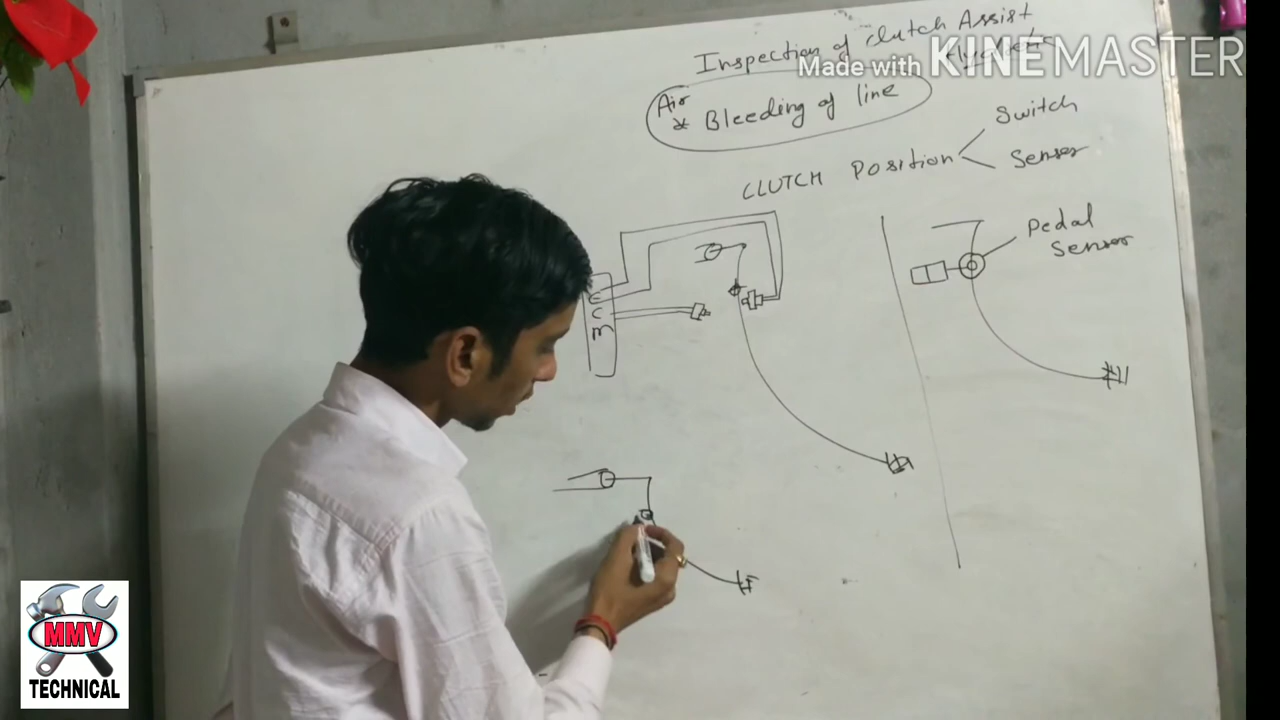 Inspection of clutch Assist
Made with KINEMASTER
Air
* Bleeding of line
Switch
CLUTCH Position
Sensor
Pedal
Sensor
E
C
M
MMV
TECHNICAL